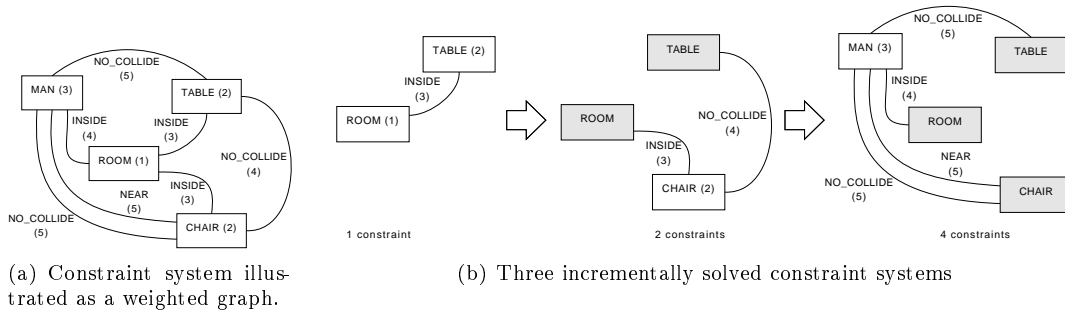 NO_COLLIDE
(5)
MAN (3)
TABLE (2)
INSIDE
(4)
INSIDE
(3)
ROOM (1)
NO_COLLIDE
(4)
NEAR
(5)
INSIDE
(3)
NO_COLLIDE
(5)
CHAIR (2)
(a) Constraint system illus-
trated as a weighted graph.
TABLE (2)
INSIDE
(3)
ROOM (1)
1 constraint
TABLE
NO_COLLIDE
(4)
ROOM
INSIDE
(3)
CHAIR (2)
2 constraints
NO_COLLIDE
(5)
MAN (3)
TABLE
INSIDE
(4)
ROOM
NEAR
(5)
NO_COLLIDE
(5)
CHAIR
4 constraints
(b) Three incrementally solved constraint systems